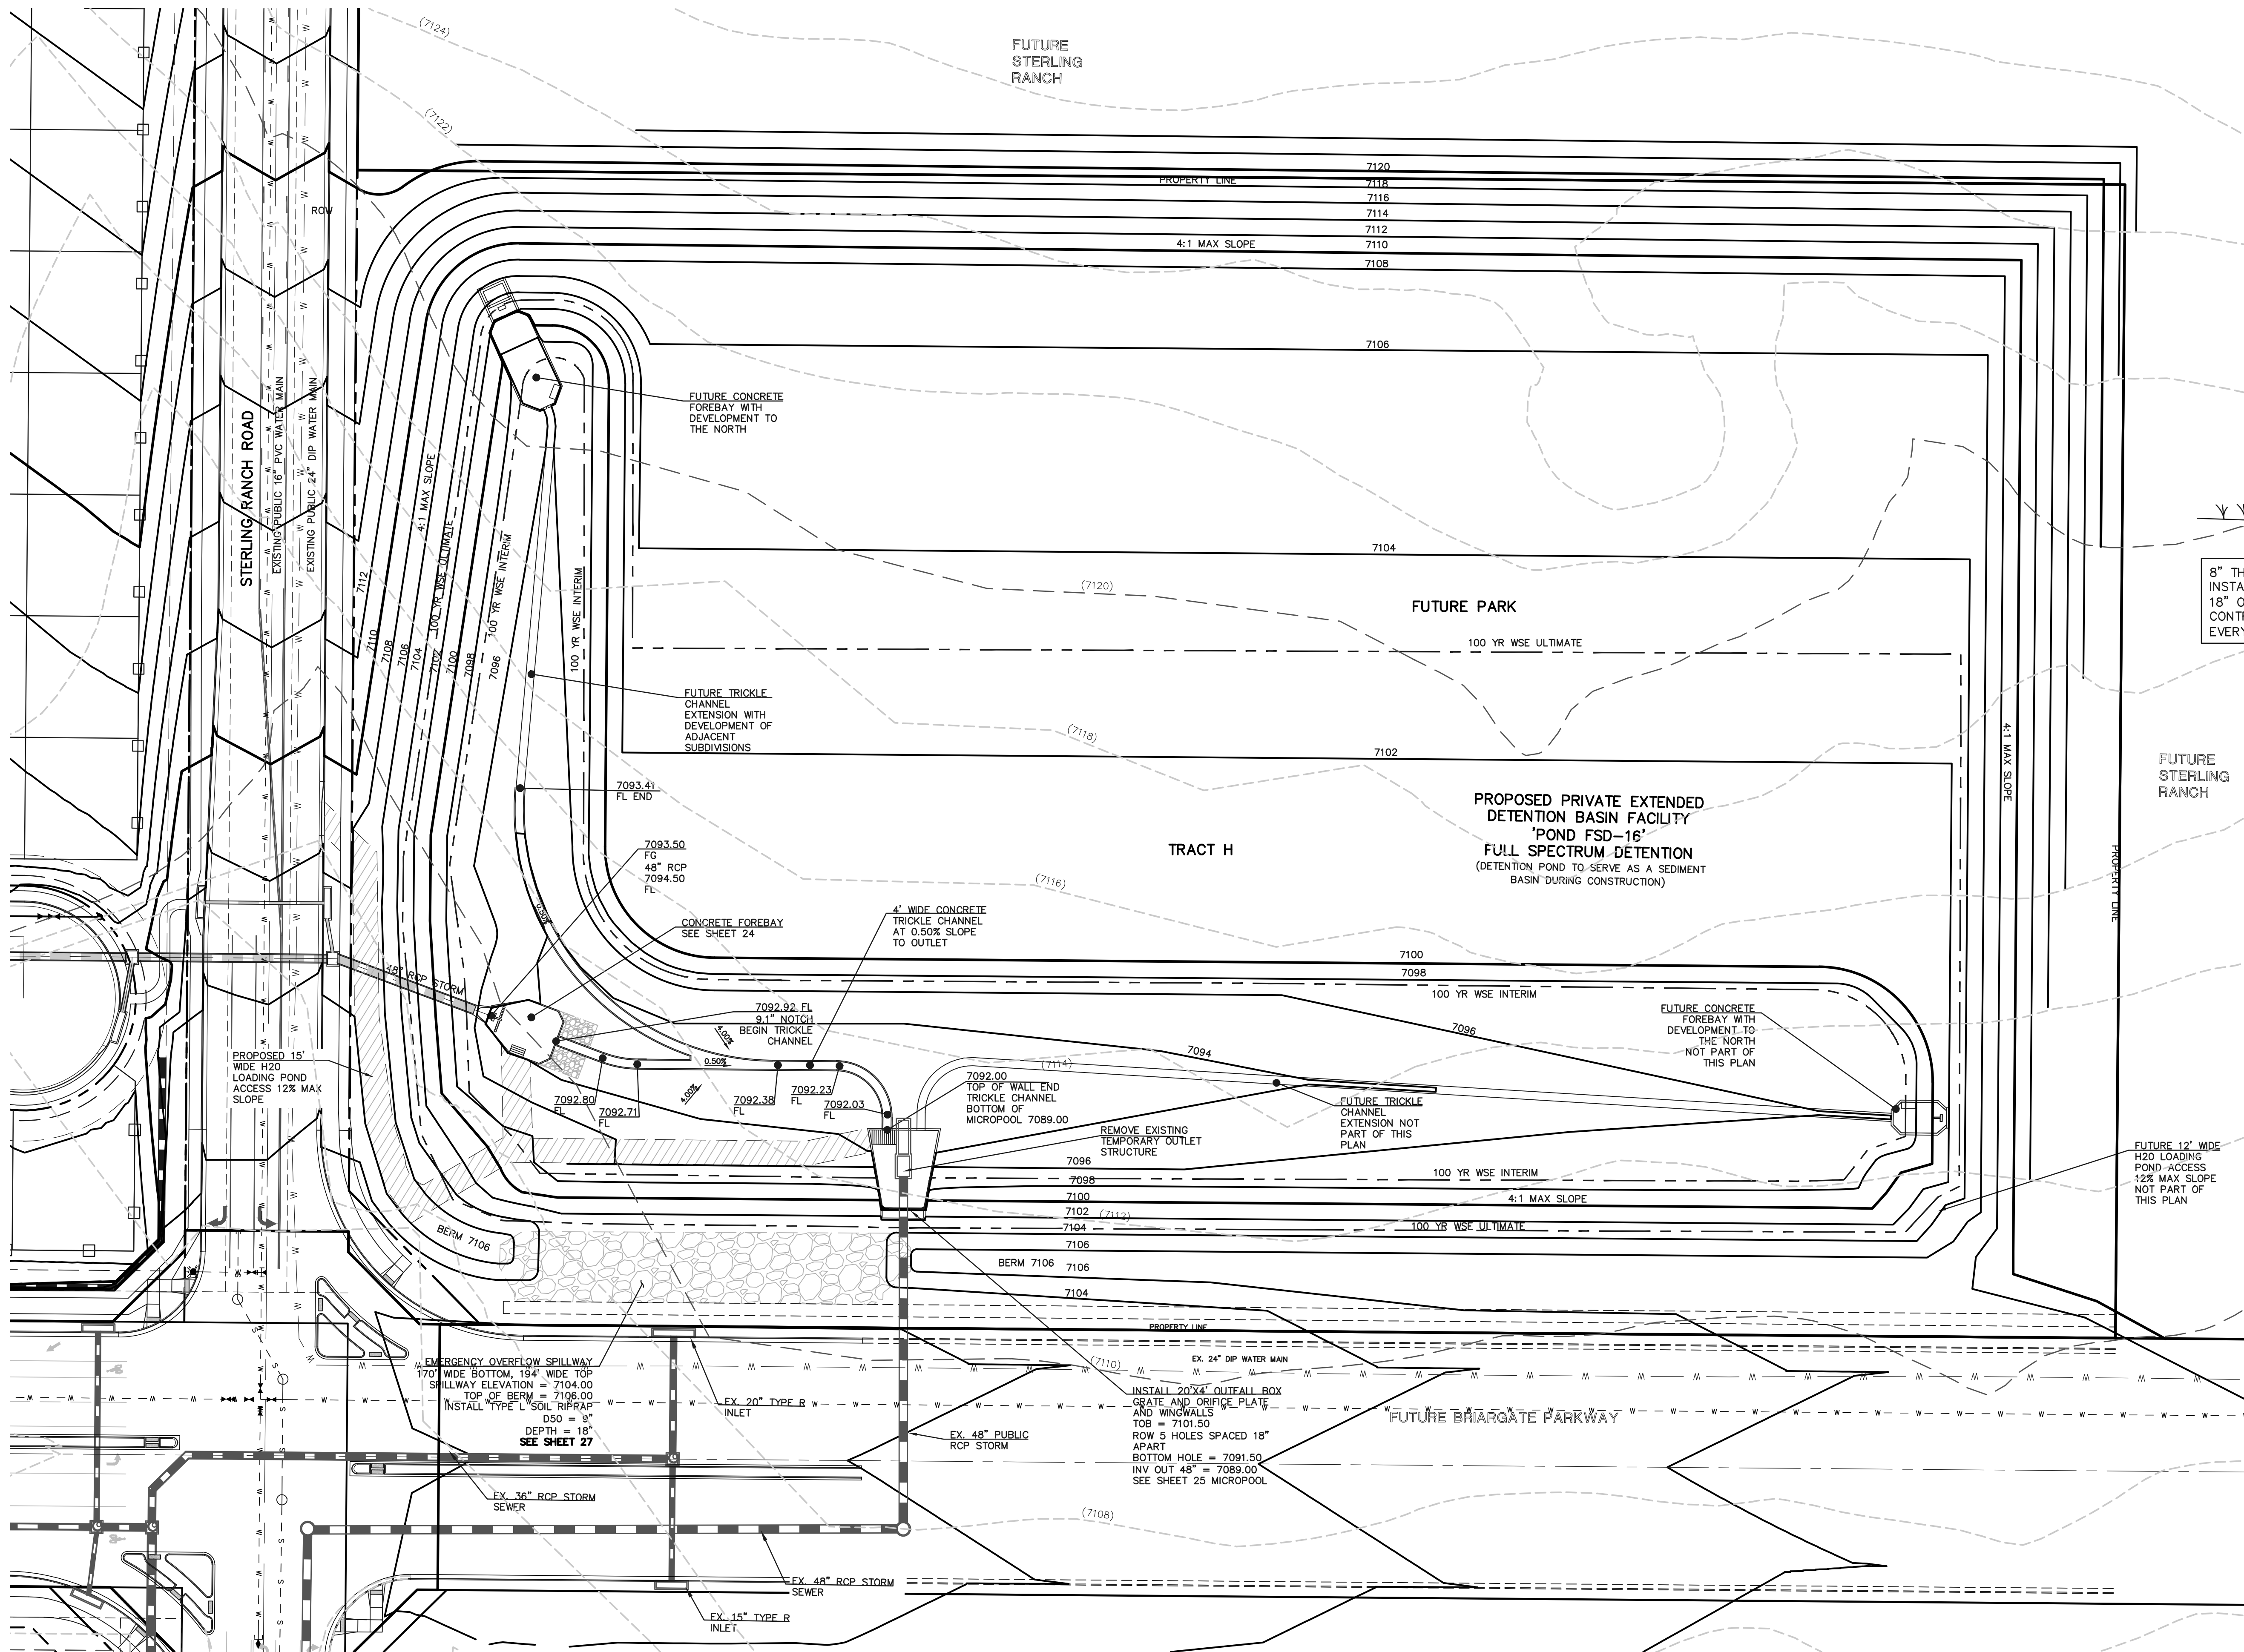 (7124)
FUTURE
STERLING
RANCH
(7122)
7120
PROPERTY LINE
7118
7116
ROW
7114
7112
4:1 MAX SLOPE
7110
7108
7106
FUTURE CONCRETE
FOREBAY WITH
DEVELOPMENT TO
THE NORTH
STERLING RANCH ROAD
EXISTING PUBLIC 16" PVC WATER MAIN
EXISTING PUBLIC 24" DIP WATER MAIN
4:1 MAX SLOPE
100 YR WSE ULTIMATE
100 YR WSE INTERIM
100 YR WSE INTERIM
7112
7110
7108
7106
7104
7102
7100
7098
7096
7104
(7120)
FUTURE PARK
8" TH
INSTA
18" O
CONT
EVERY
100 YR WSE ULTIMATE
FUTURE TRICKLE
CHANNEL
EXTENSION WITH
DEVELOPMENT OF
ADJACENT
SUBDIVISIONS
(7118)
7102
4:1 MAX SLOPE
FUTURE
STERLING
RANCH
7093.41
FL END
PROPOSED PRIVATE EXTENDED
DETENTION BASIN FACILITY
'POND FSD-16'
FULL SPECTRUM DETENTION
(DETENTION POND TO SERVE AS A SEDIMENT
BASIN DURING CONSTRUCTION)
TRACT H
7093.50
FG
48" RCP
7094.50
FL
PROPERTY LINE
(7116)
0.50%
CONCRETE FOREBAY
SEE SHEET 24
4' WIDE CONCRETE
TRICKLE CHANNEL
AT 0.50% SLOPE
TO OUTLET
7100
7098
100 YR WSE INTERIM
48" RCP STORM
7092.92 FL
9.1" NOTCH
BEGIN TRICKLE
CHANNEL
4.00%
0.50%
4.00%
7096
7094
(7114)
FUTURE CONCRETE
FOREBAY WITH
DEVELOPMENT TO
THE NORTH
NOT PART OF
THIS PLAN
PROPOSED 15'
WIDE H20
LOADING POND
ACCESS 12% MAX
SLOPE
7092.80
FL
7092.71
FL
7092.38
FL
7092.23
FL
7092.03
FL
7092.00
TOP OF WALL END
TRICKLE CHANNEL
BOTTOM OF
MICROPOOL 7089.00
FUTURE TRICKLE
CHANNEL
EXTENSION NOT
PART OF THIS
PLAN
REMOVE EXISTING
TEMPORARY OUTLET
STRUCTURE
FUTURE 12' WIDE
H20 LOADING
POND ACCESS
12% MAX SLOPE
NOT PART OF
THIS PLAN
7096
100 YR WSE INTERIM
7098
7100
4:1 MAX SLOPE
7102
(7112)
7104
100 YR WSE ULTIMATE
BERM 7106
7106
BERM 7106
7106
7104
PROPERTY LINE
EX. 24" DIP WATER MAIN
(7110)
EMERGENCY OVERFLOW SPILLWAY
170' WIDE BOTTOM, 194' WIDE TOP
SPILLWAY ELEVATION = 7104.00
TOP OF BERM = 7106.00
INSTALL TYPE L SOIL RIPRAP
D50 = 9"
DEPTH = 18"
SEE SHEET 27
EX. 20" TYPE R
INLET
EX. 48" PUBLIC
RCP STORM
INSTALL 20'X4' OUTFALL BOX
GRATE AND ORIFICE PLATE
AND WINGWALLS
TOB = 7101.50
ROW 5 HOLES SPACED 18"
APART
BOTTOM HOLE = 7091.50
INV OUT 48" = 7089.00
SEE SHEET 25 MICROPOOL
FUTURE BRIARGATE PARKWAY
EX. 36" RCP STORM
SEWER
(7108)
EX. 48" RCP STORM
SEWER
EX. 15" TYPE R
INLET